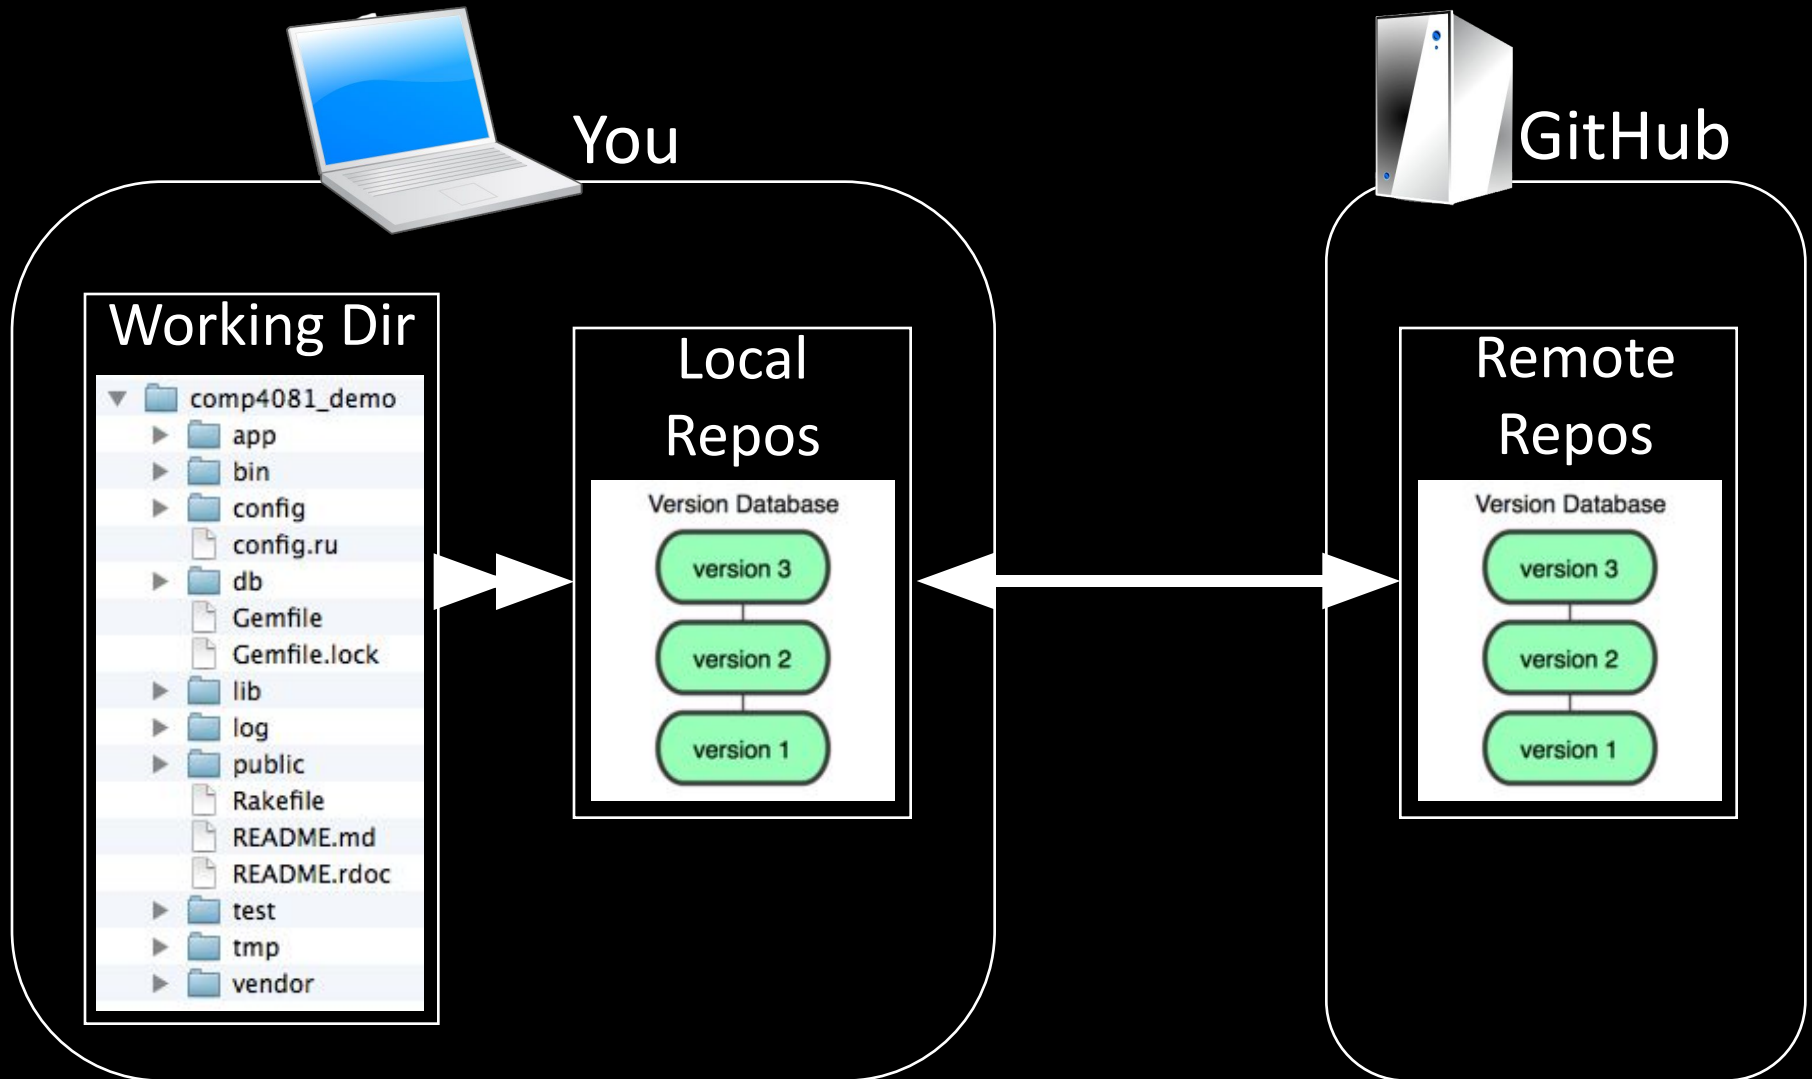 You
GitHub
Working Dir
comp4081_demo
app
bin
config
config.ru
db
Gemfile
Gemfile.lock
lib
log
public
Rakefile
README.md
README.rdoc
test
tmp
vendor
Local
Repos
Version Database
version 3
version 2
version 1
Remote
Repos
Version Database
version 3
version 2
version 1